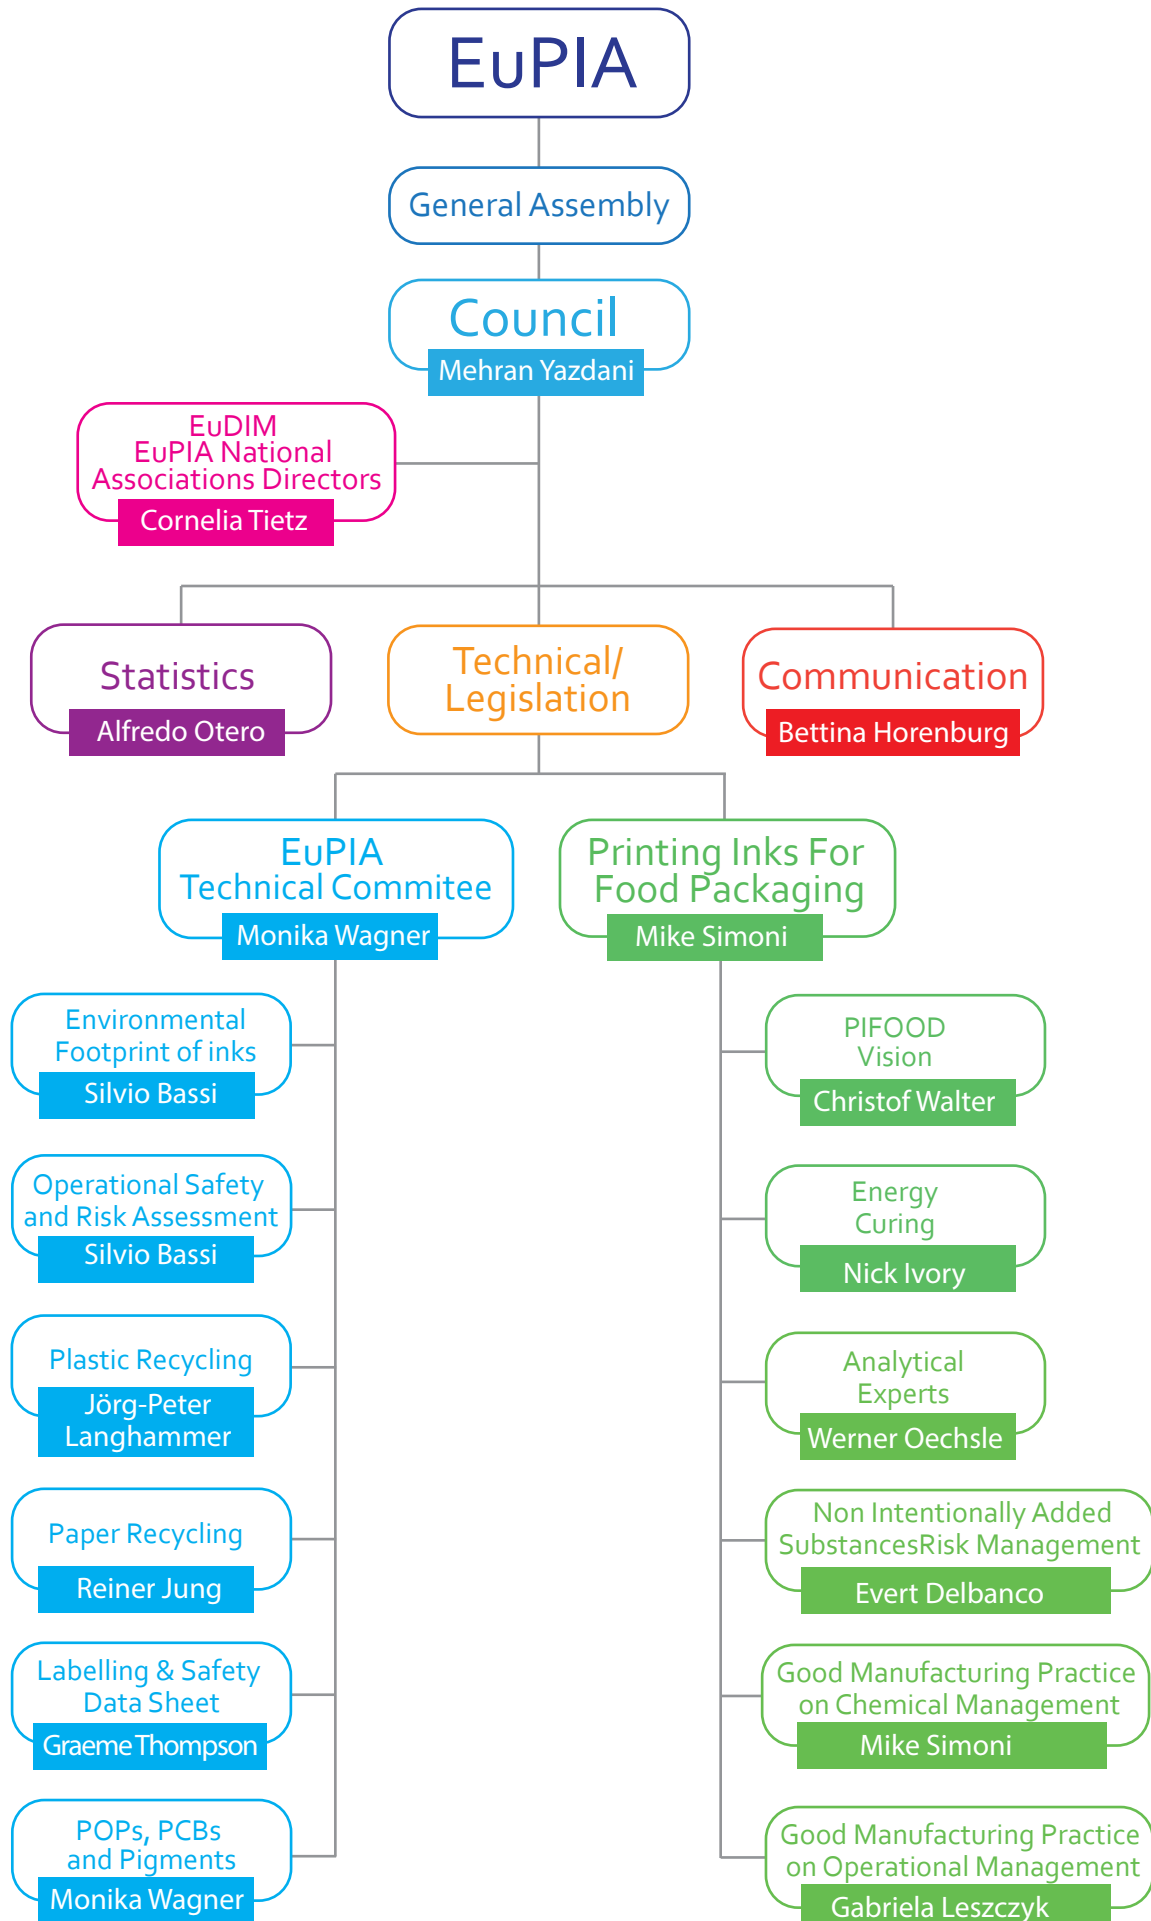 EuPIA
General Assembly
Council
Mehran Yazdani
EuDIM
EuPIA National
Associations Directors
Cornelia Tietz
Statistics
Alfredo Otero
Technical/
Legislation
Communication
Bettina Horenburg
EuPIA
Technical Commitee
Monika Wagner
Environmental
Footprint of inks
Silvio Bassi
Operational Safety
and Risk Assessment
Silvio Bassi
Plastic Recycling
Jörg-Peter
Langhammer
Paper Recycling
Reiner Jung
Labelling & Safety
Data Sheet
Graeme Thompson
POPs, PCBs
and Pigments
Monika Wagner
Printing Inks For
Food Packaging
Mike Simoni
PIFOOD
Vision
Christof Walter
Energy
Curing
Nick Ivory
Analytical
Experts
Werner Oechsle
Non Intentionally Added
SubstancesRisk Management
Evert Delbanco
Good Manufacturing Practice
on Chemical Management
Mike Simoni
Good Manufacturing Practice
on Operational Management
Gabriela Leszczyk